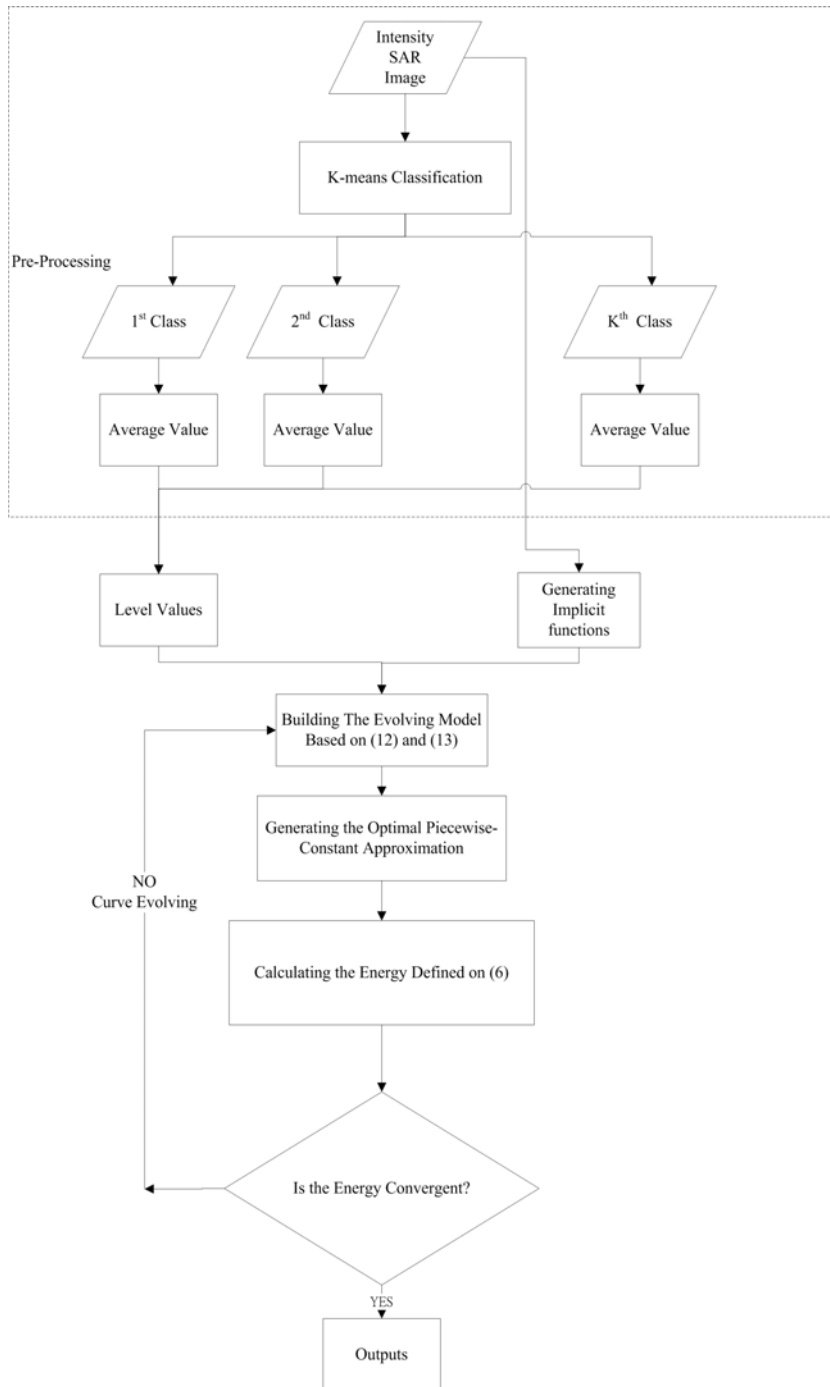 Intensity
SAR
Image
K-means Classification
Pre-Processing
1st Class
2nd Class
Kth Class
Average Value
Average Value
Average Value
Level Values
Generating
Implicit
functions
Building The Evolving Model
Based on (12) and (13)
Generating the Optimal Piecewise-
Constant Approximation
NO
Curve Evolving
Calculating the Energy Defined on (6)
Is the Energy Convergent?
YES
Outputs